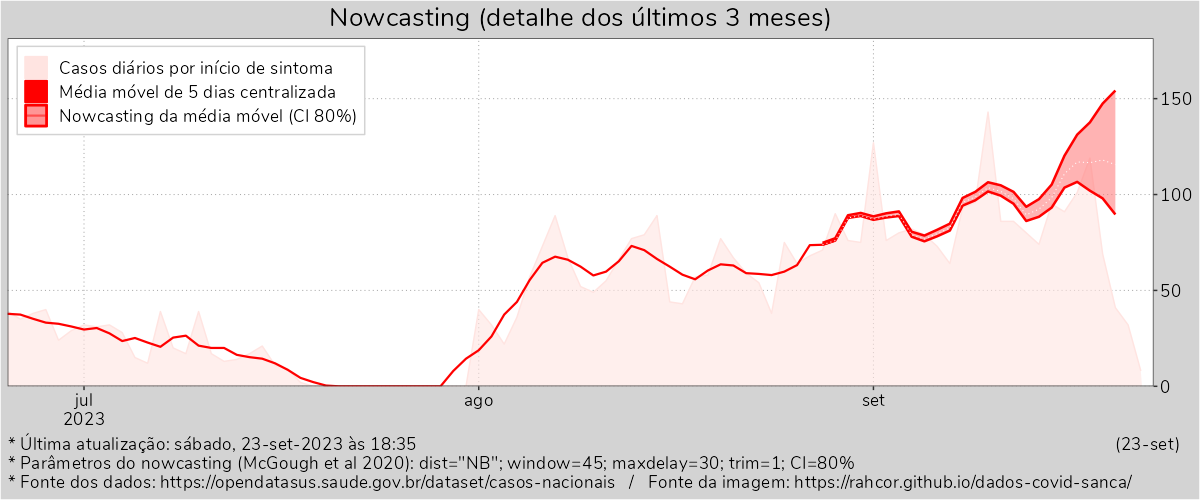 Nowcasting (detalhe dos últimos 3 meses)
Casos diários por início de sintoma
Média móvel de 5 dias centralizada
Nowcasting da média móvel (CI 80%)
150
100
50
0
jul
2023
ago
set
* Última atualização: sábado, 23-set-2023 às 18:35
(23-set)
* Parâmetros do nowcasting (McGough et al 2020): dist="NB"; window=45; maxdelay=30; trim=1; CI=80%
* Fonte dos dados: https://opendatasus.saude.gov.br/dataset/casos-nacionais / Fonte da imagem: https://rahcor.github.io/dados-covid-sanca/